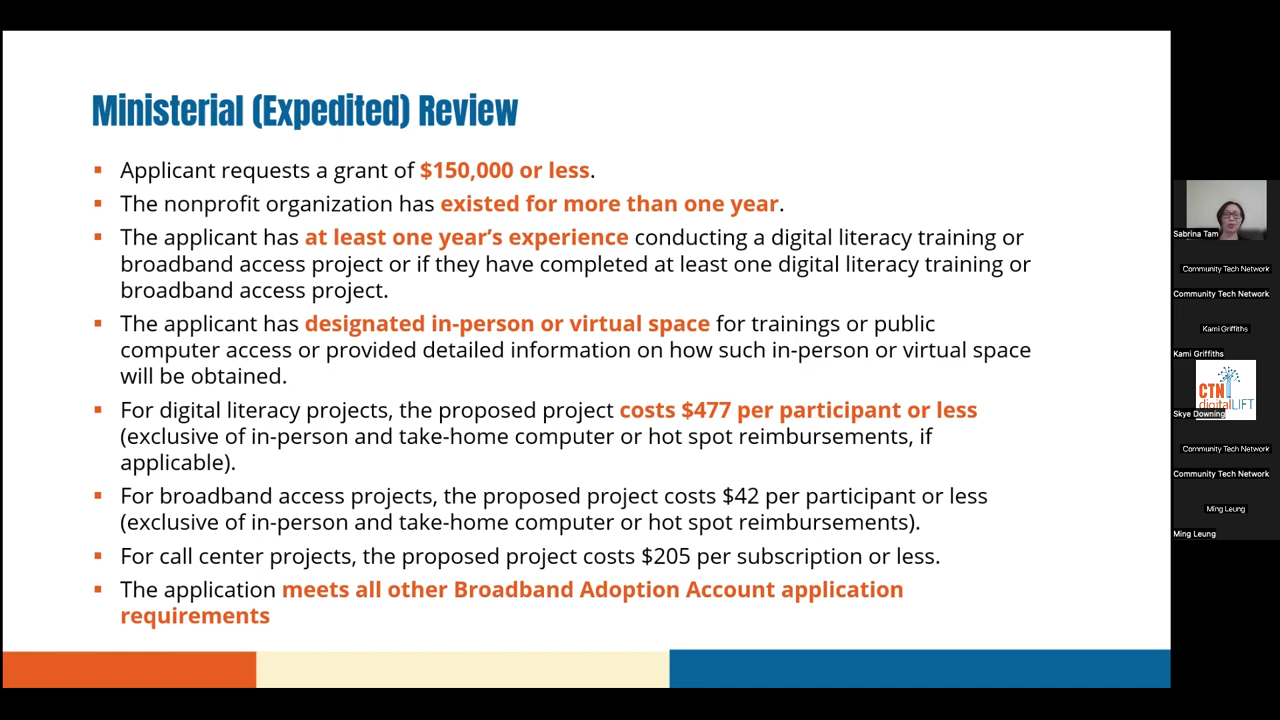 Ministerial (Expedited) Review
▪ Applicant requests a grant of $150,000 or less.
▪ The nonprofit organization has existed for more than one year.
▪ The applicant has at least one year’s experience conducting a digital literacy training or
broadband access project or if they have completed at least one digital literacy training or
broadband access project.
▪ The applicant has designated in-person or virtual space for trainings or public
computer access or provided detailed information on how such in-person or virtual space
will be obtained.
▪ For digital literacy projects, the proposed project costs $477 per participant or less
(exclusive of in-person and take-home computer or hot spot reimbursements, if
applicable).
▪ For broadband access projects, the proposed project costs $42 per participant or less
(exclusive of in-person and take-home computer or hot spot reimbursements).
▪ For call center projects, the proposed project costs $205 per subscription or less.
▪ The application meets all other Broadband Adoption Account application
requirements
Sabrina Tam
Community Tech Network
Community Tech Network
Kami Griffiths
Kami Griffiths
CTN
digitalLIFT
Skye Downing
Community Tech Network
Community Tech Network
Ming Leung
Ming Leung